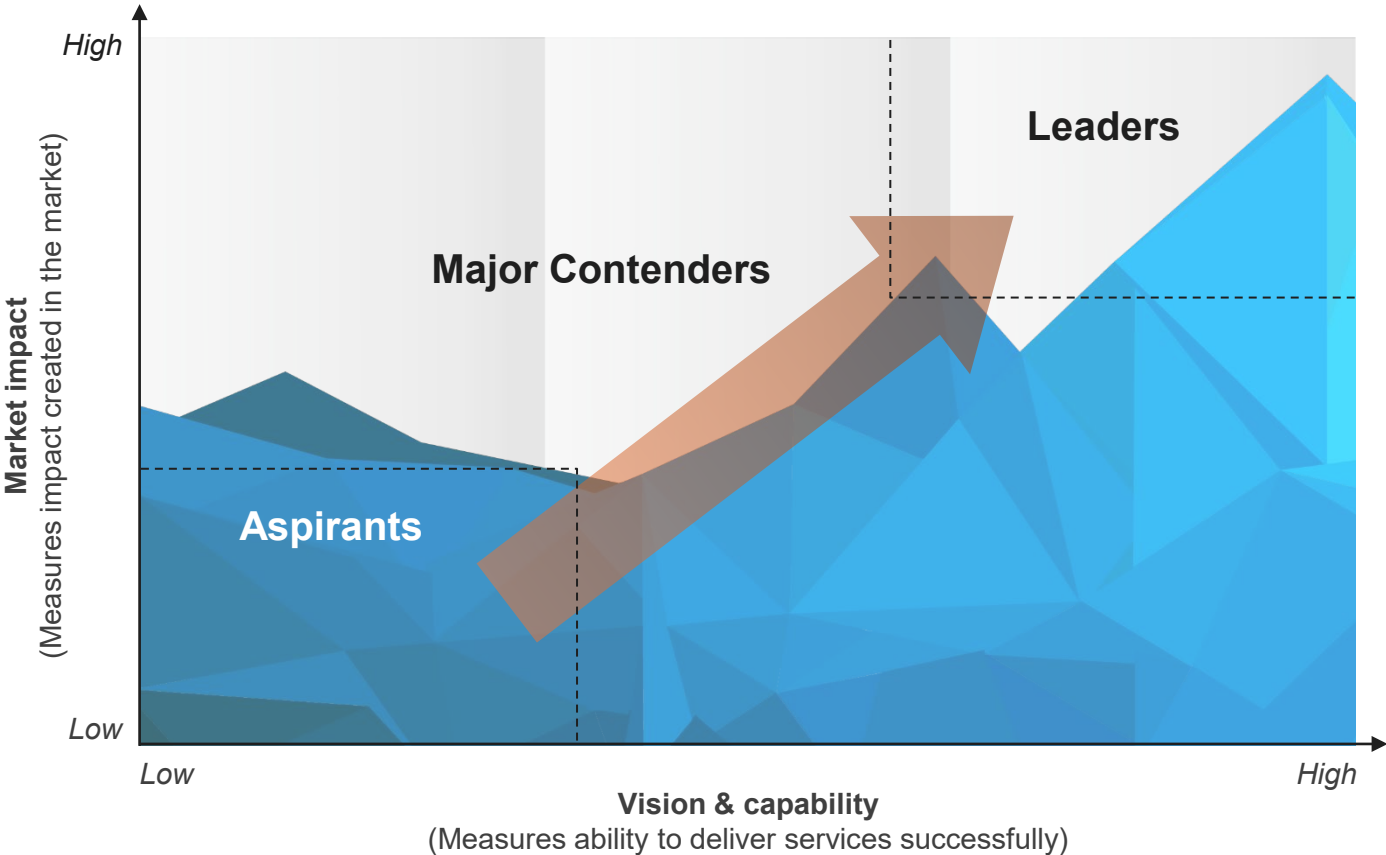 High
Leaders
Major Contenders
Market impact
(Measures impact created in the market)
Aspirants
Low
Low
High
Vision & capability
(Measures ability to deliver services successfully)